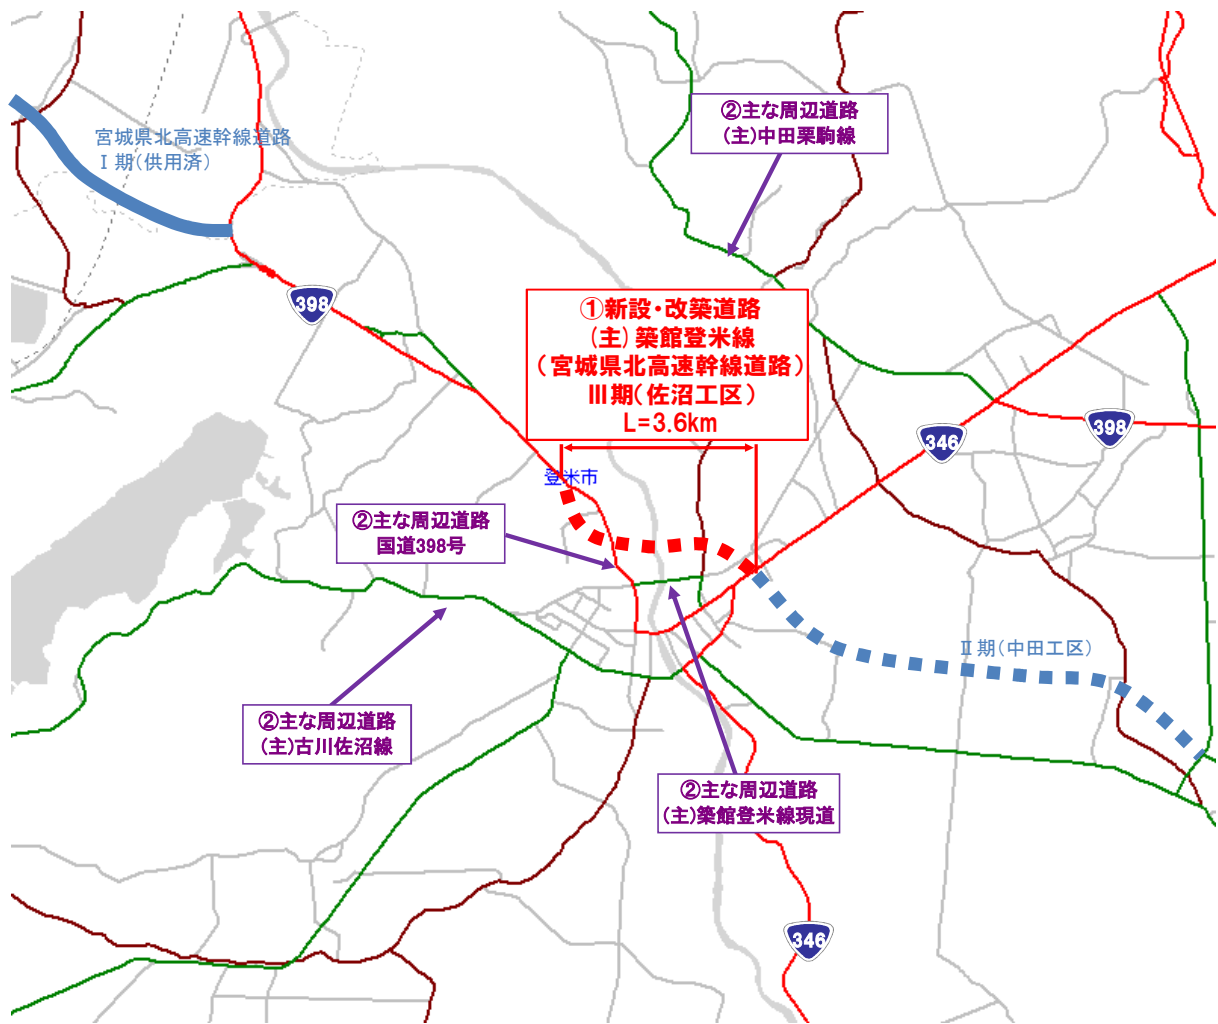 ②主な周辺道路
(主)中田栗駒線
宮城県北高速幹線道路
Ⅰ期(供用済)
398
①新設・改築道路
(主)築館登米線
(宮城県北高速幹線道路)
Ⅲ期(佐沼工区)
L=3.6km
398
346
登米市
②主な周辺道路
国道398号
Ⅱ期(中田工区)
②主な周辺道路
(主)古川佐沼線
②主な周辺道路
(主)築館登米線現道
346